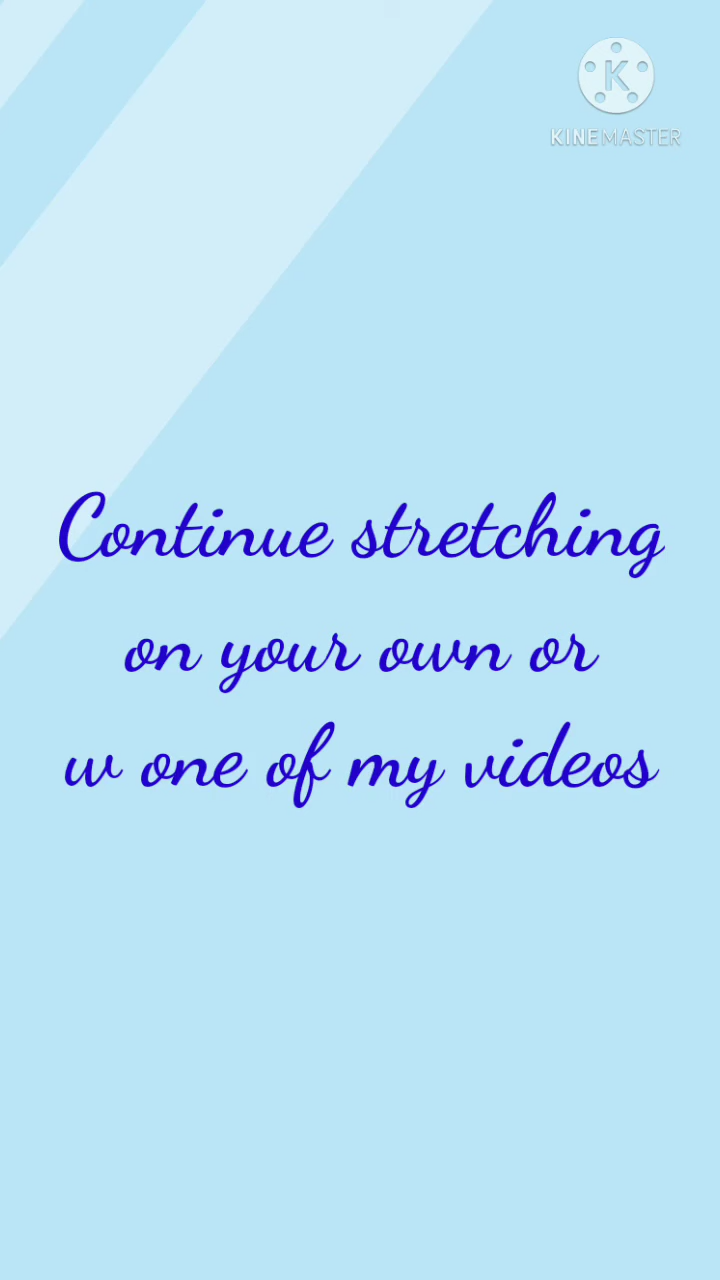 K
KINEMASTER
Continue stretching
on your own or
w one of my videos